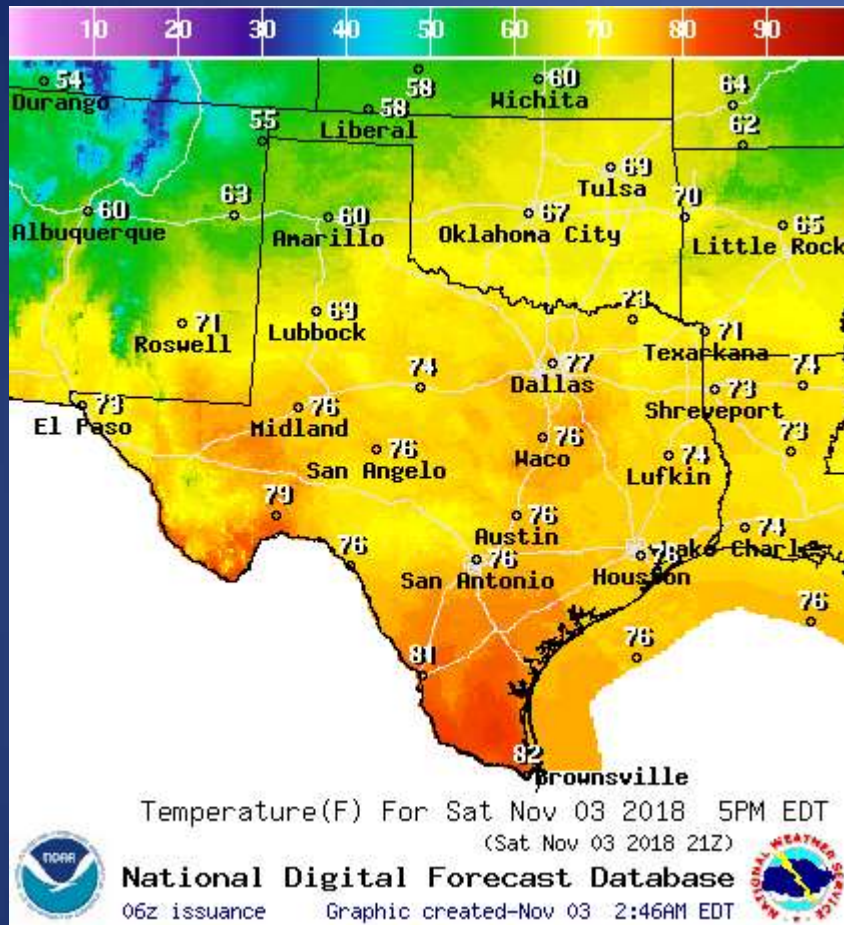 10 20 30 40 50 60 70 80 90
54
Durango
58
58
Liberal
60
Wichita
64
55
62
69
Tulsa
60
Albuquerque
63
60
Amarillo
67
Oklahoma City
70
65
Little Rock
71
Roswell
69
Lubbock
73
71
Texarkana
74
77
Dallas
73
Shreveport
74
73
El Paso
76
Midland
76
San Angelo
76
Waco
74
Lufkin
73
79
76
Austin
74
Lake Charles
76
76
San Antonio
78
Houston
76
76
81
82
Brownsville
Temperature(F) For Sat Nov 03 2018 5PM EDT
(Sat Nov 03 2018 21Z)
NOAA
National Digital Forecast Database
06z issuance Graphic created-Nov 03 2:46AM EDT
NATIONAL WEATHER SERVICE